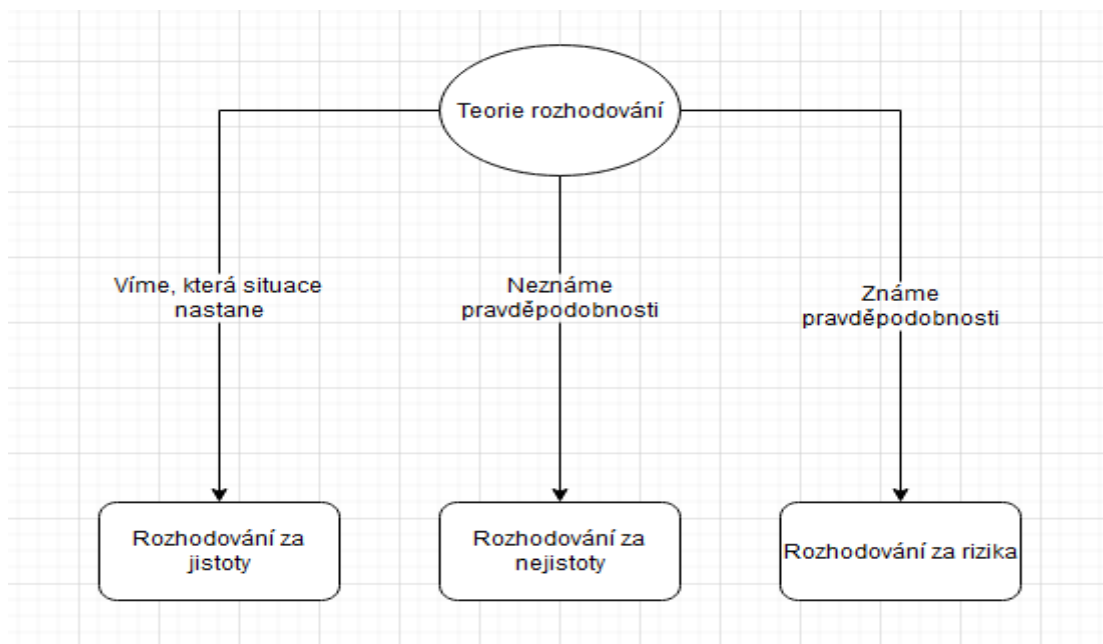 Teorie rozhodování
Víme, která situace
nastane
Neznáme
pravděpodobnosti
Známe
pravděpodobnosti
Rozhodování za
jistoty
Rozhodování za
nejistoty
Rozhodování za rizika